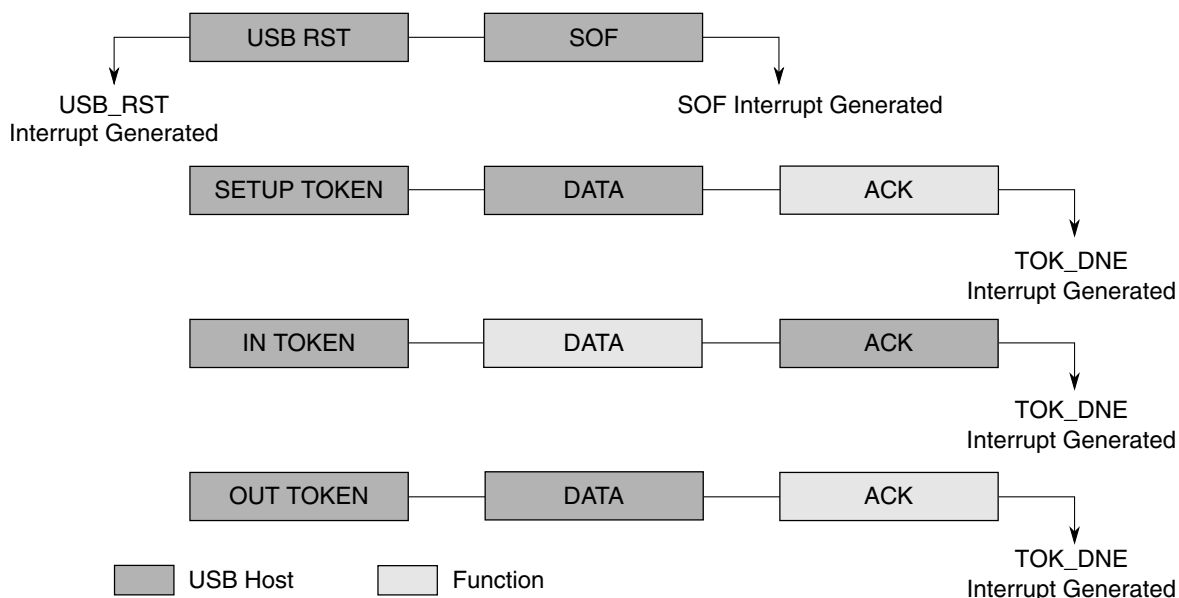 USB RST
SOF
USB_RST
Interrupt Generated
SOF Interrupt Generated
SETUP TOKEN
DATA
ACK
TOK_DNE
Interrupt Generated
IN TOKEN
DATA
ACK
TOK_DNE
Interrupt Generated
OUT TOKEN
DATA
ACK
TOK_DNE
Interrupt Generated
USB Host
Function